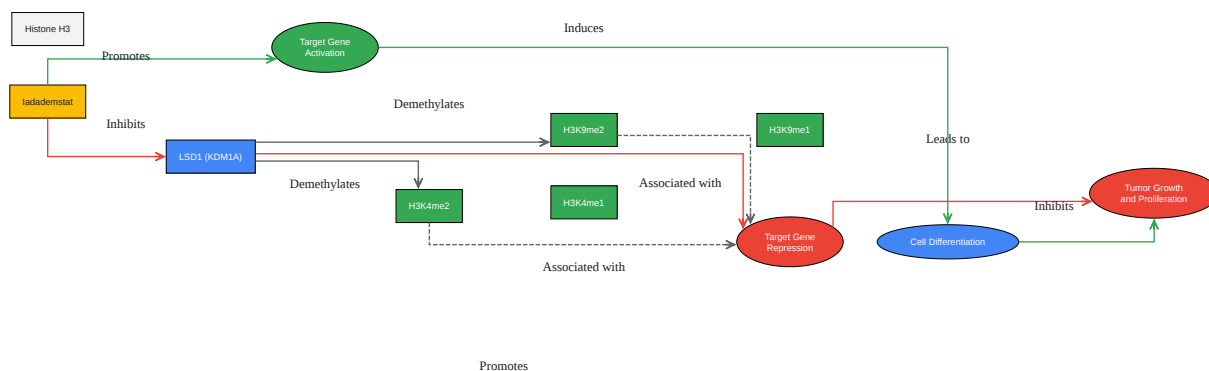 Histone H3
Promotes
Target Gene
Activation
Induces
Iadademstat
Inhibits
Demethylates
LSD1 (KDM1A)
H3K9me2
H3K9me1
Leads to
Demethylates
Associated with
H3K4me2
H3K4me1
Target Gene
Repression
Inhibits
Tumor Growth
and Proliferation
Cell Differentiation
Associated with
Promotes